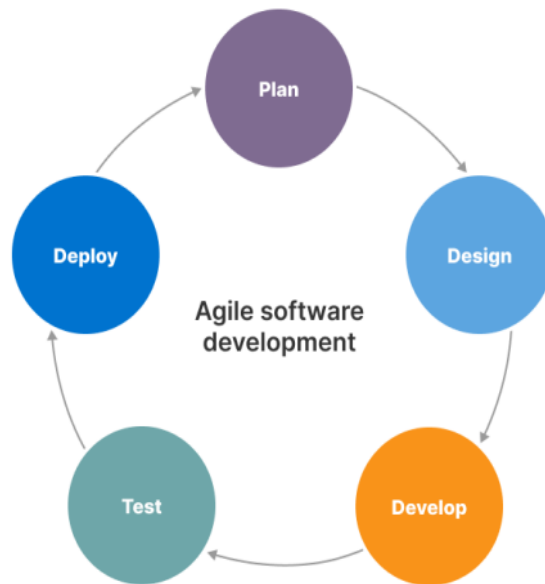 Plan
Design
Develop
Test
Deploy
Agile software
development